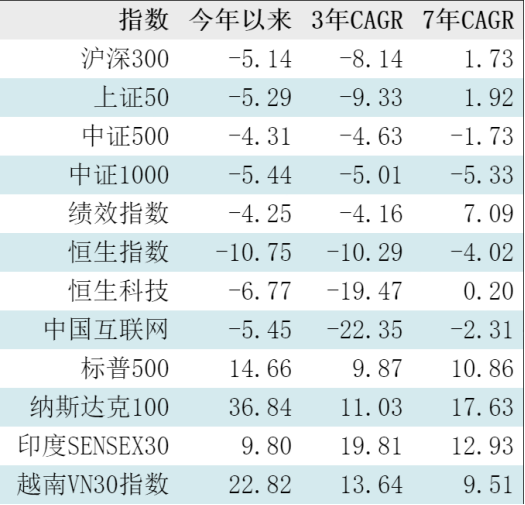 指数 今年以来 3年CAGR 7年CAGR
沪深300 -5.14 -8.14 1.73
上证50 -5.29 -9.33 1.92
中证500 -4.31 -4.63 -1.73
中证1000 -5.44 -5.01 -5.33
绩效指数 -4.25 -4.16 7.09
恒生指数 -10.75 -10.29 -4.02
恒生科技 -6.77 -19.47 0.20
中国互联网 -5.45 -22.35 -2.31
标普500 14.66 9.87 10.86
纳斯达克100 36.84 11.03 17.63
印度SENSEX30 9.80 19.81 12.93
越南VN30指数 22.82 13.64 9.51